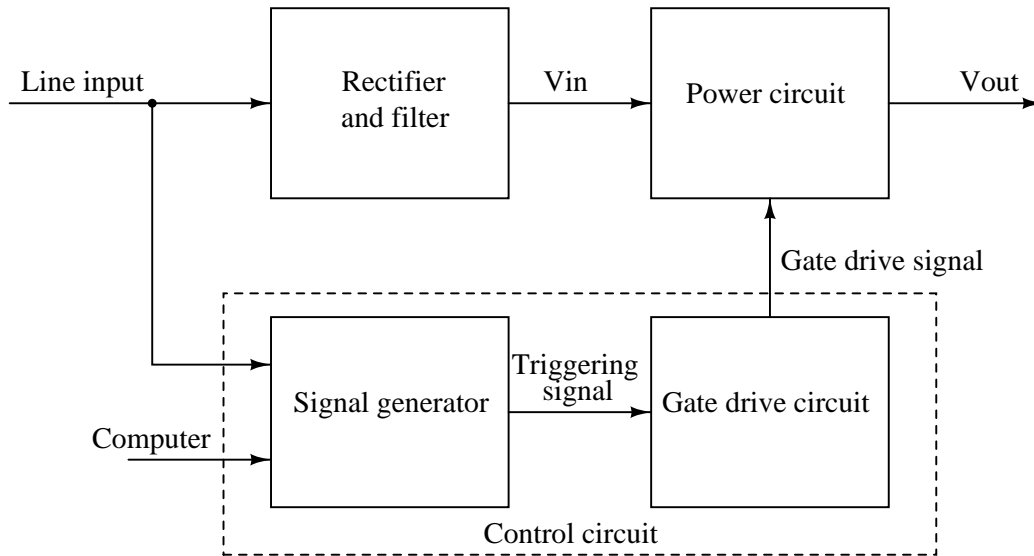 Line input
Rectifier
and filter
Vin
Power circuit
Vout
Gate drive signal
Signal generator
Triggering
signal
Gate drive circuit
Computer
Control circuit